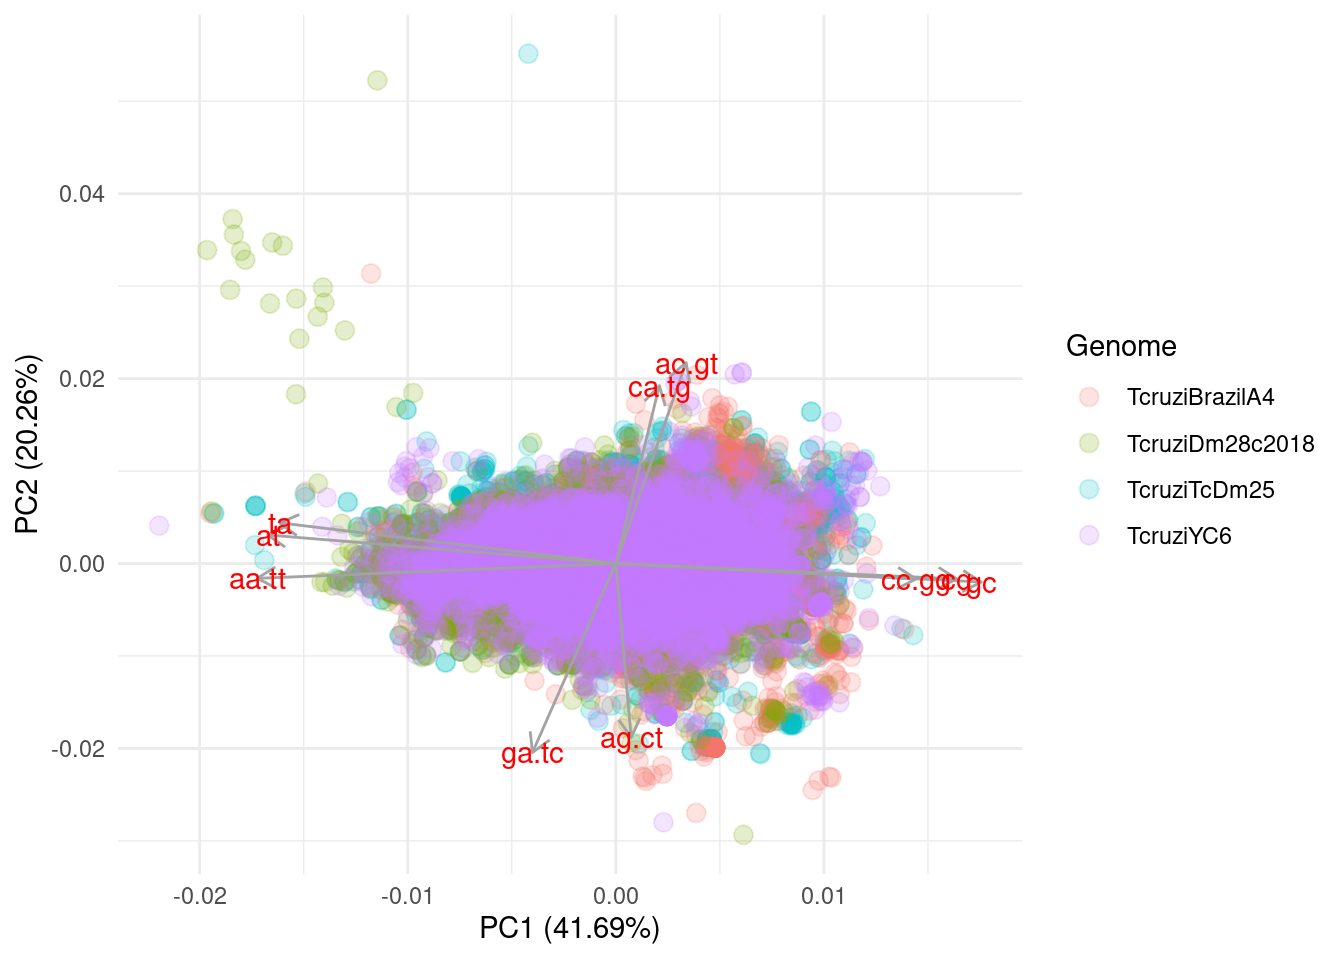 PC2 (20.26%)
0.04
0.02
0.00
-0.02
ac.gt
ca.tg
ta
at
aa.tt
cc.gg
cg
gc
ga.tc
ag.ct
-0.02
-0.01
0.00
0.01
PC1 (41.69%)
Genome
TcruziBrazilA4
TcruziDm28c2018
TcruziTcDm25
TcruziYC6